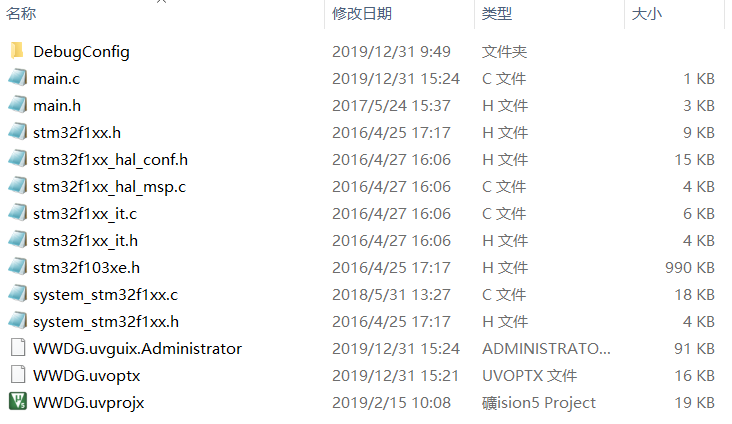 名称 修改日期 类型 大小
DebugConfig 2019/12/31 9:49 文件夹
main.c 2019/12/31 15:24 C 文件 1 KB
main.h 2017/5/24 15:37 H 文件 3 KB
stm32f1xx.h 2016/4/25 17:17 H 文件 9 KB
stm32f1xx_hal_conf.h 2016/4/27 16:06 H 文件 15 KB
stm32f1xx_hal_msp.c 2016/4/27 16:06 C 文件 4 KB
stm32f1xx_it.c 2016/4/27 16:06 C 文件 6 KB
stm32f1xx_it.h 2016/4/27 16:06 H 文件 4 KB
stm32f103xe.h 2016/4/25 17:17 H 文件 990 KB
system_stm32f1xx.c 2018/5/31 13:27 C 文件 18 KB
system_stm32f1xx.h 2016/4/25 17:17 H 文件 4 KB
WWDG.uvguix.Administrator 2019/12/31 15:24 ADMINISTRATO... 91 KB
WWDG.uvoptx 2019/12/31 15:21 UVOPTX 文件 16 KB
WWDG.uvprojx 2019/2/15 10:08 礦ision5 Project 19 KB